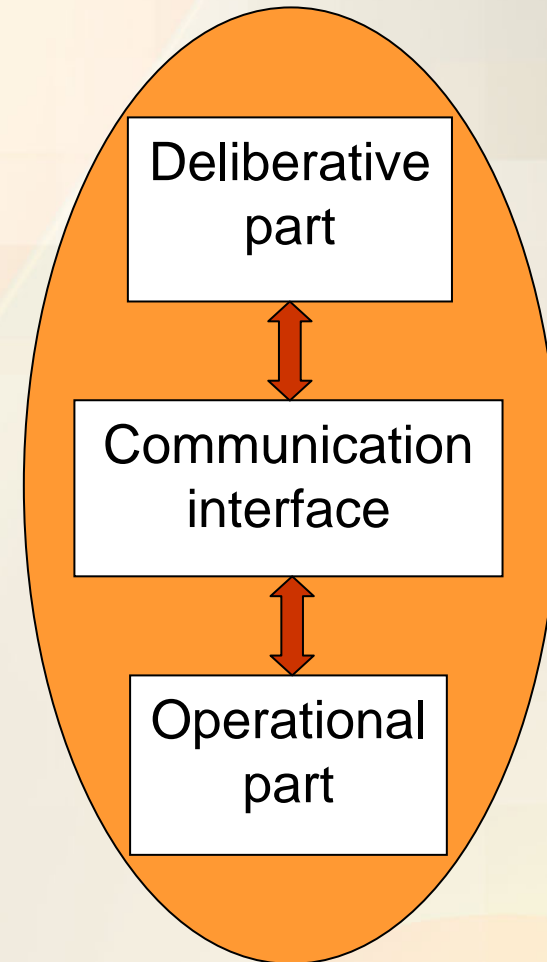 Deliberative
part
Communication
interface
Operational
part